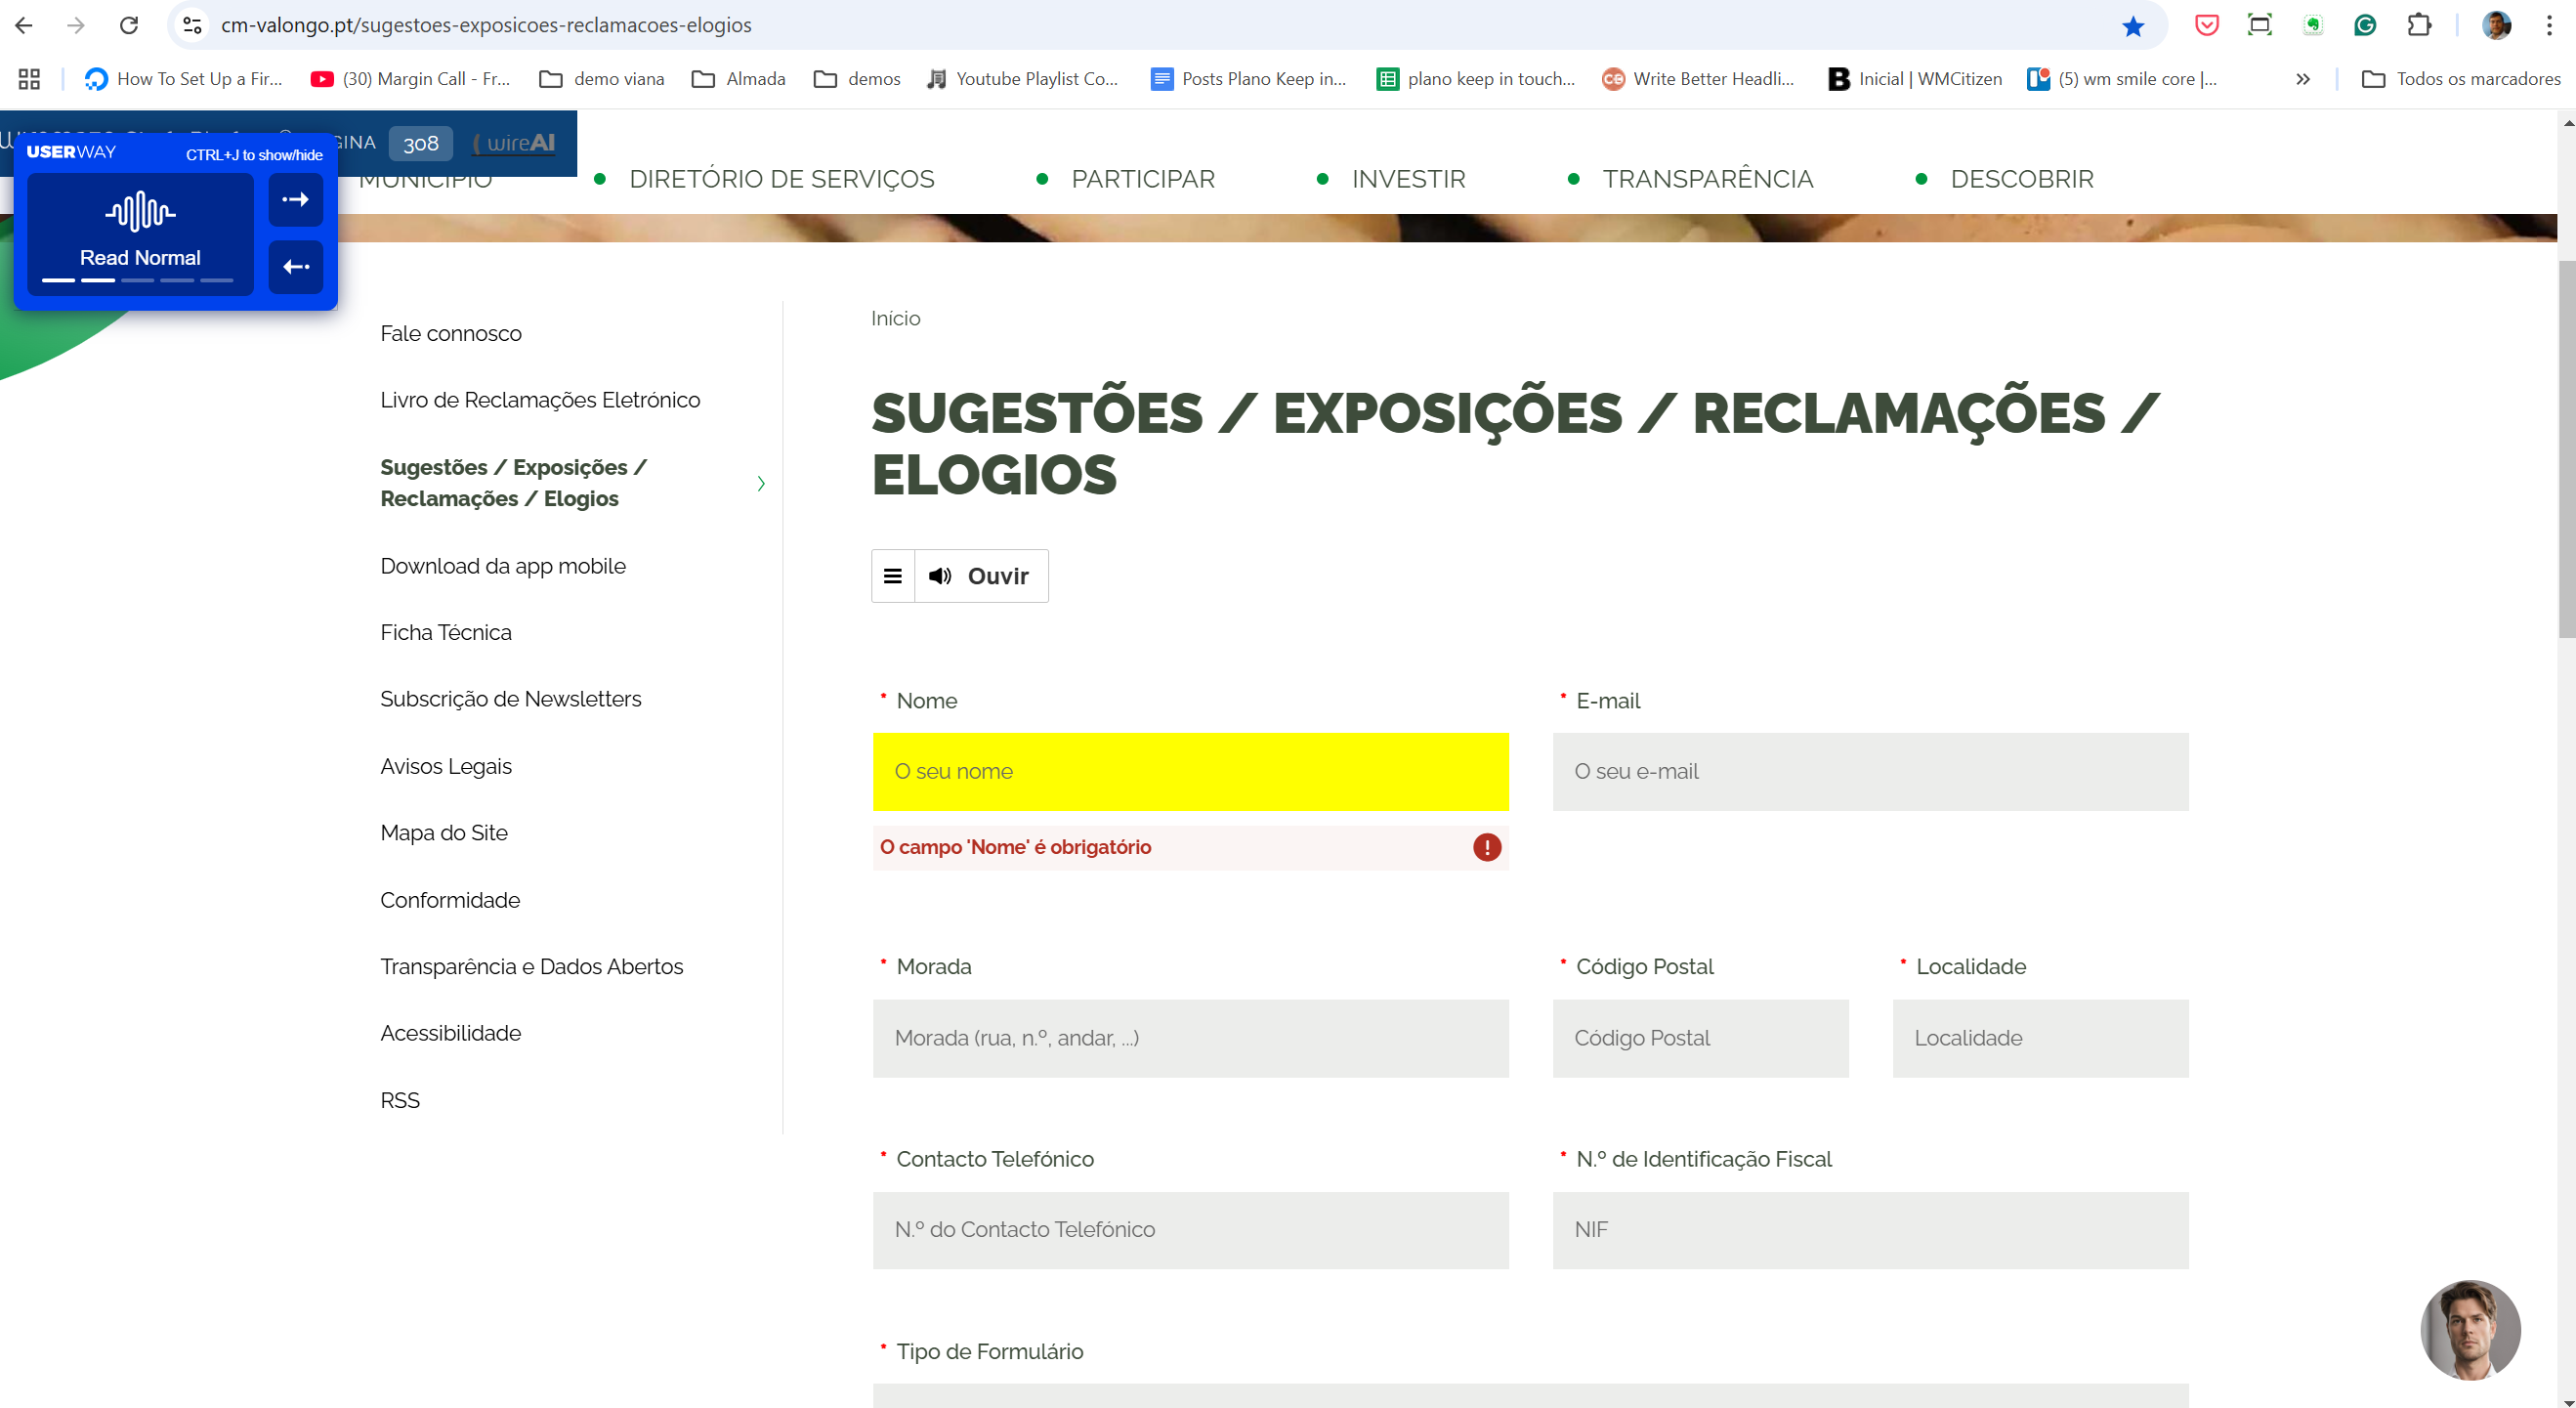 cm-valongo.pt/sugestoes-exposicoes-reclamacoes-elogios
How To Set Up a Fir...
(30) Margin Call - Fr...
demo viana
Almada
demos
Youtube Playlist Co...
Posts Plano Keep in...
plano keep in touch...
Write Better Headli...
Inicial | WMCitizen
(5) wm smile core |...
Todos os marcadores
308
wireAI
USERWAY
CTRL+J to show/hide
Read Normal
MUNICÍPIO
DIRETÓRIO DE SERVIÇOS
PARTICIPAR
INVESTIR
TRANSPARÊNCIA
DESCOBRIR
Fale connosco
Livro de Reclamações Eletrónico
Sugestões / Exposições /
Reclamações / Elogios
Download da app mobile
Ficha Técnica
Subscrição de Newsletters
Avisos Legais
Mapa do Site
Conformidade
Transparência e Dados Abertos
Acessibilidade
RSS
Início
SUGESTÕES / EXPOSIÇÕES / RECLAMAÇÕES /
ELOGIOS
Ouvir
* Nome
O seu nome
O campo 'Nome' é obrigatório
* E-mail
O seu e-mail
* Morada
Morada (rua, n.º, andar, ...)
* Código Postal
Código Postal
* Localidade
Localidade
* Contacto Telefónico
N.º do Contacto Telefónico
* N.º de Identificação Fiscal
NIF
* Tipo de Formulário